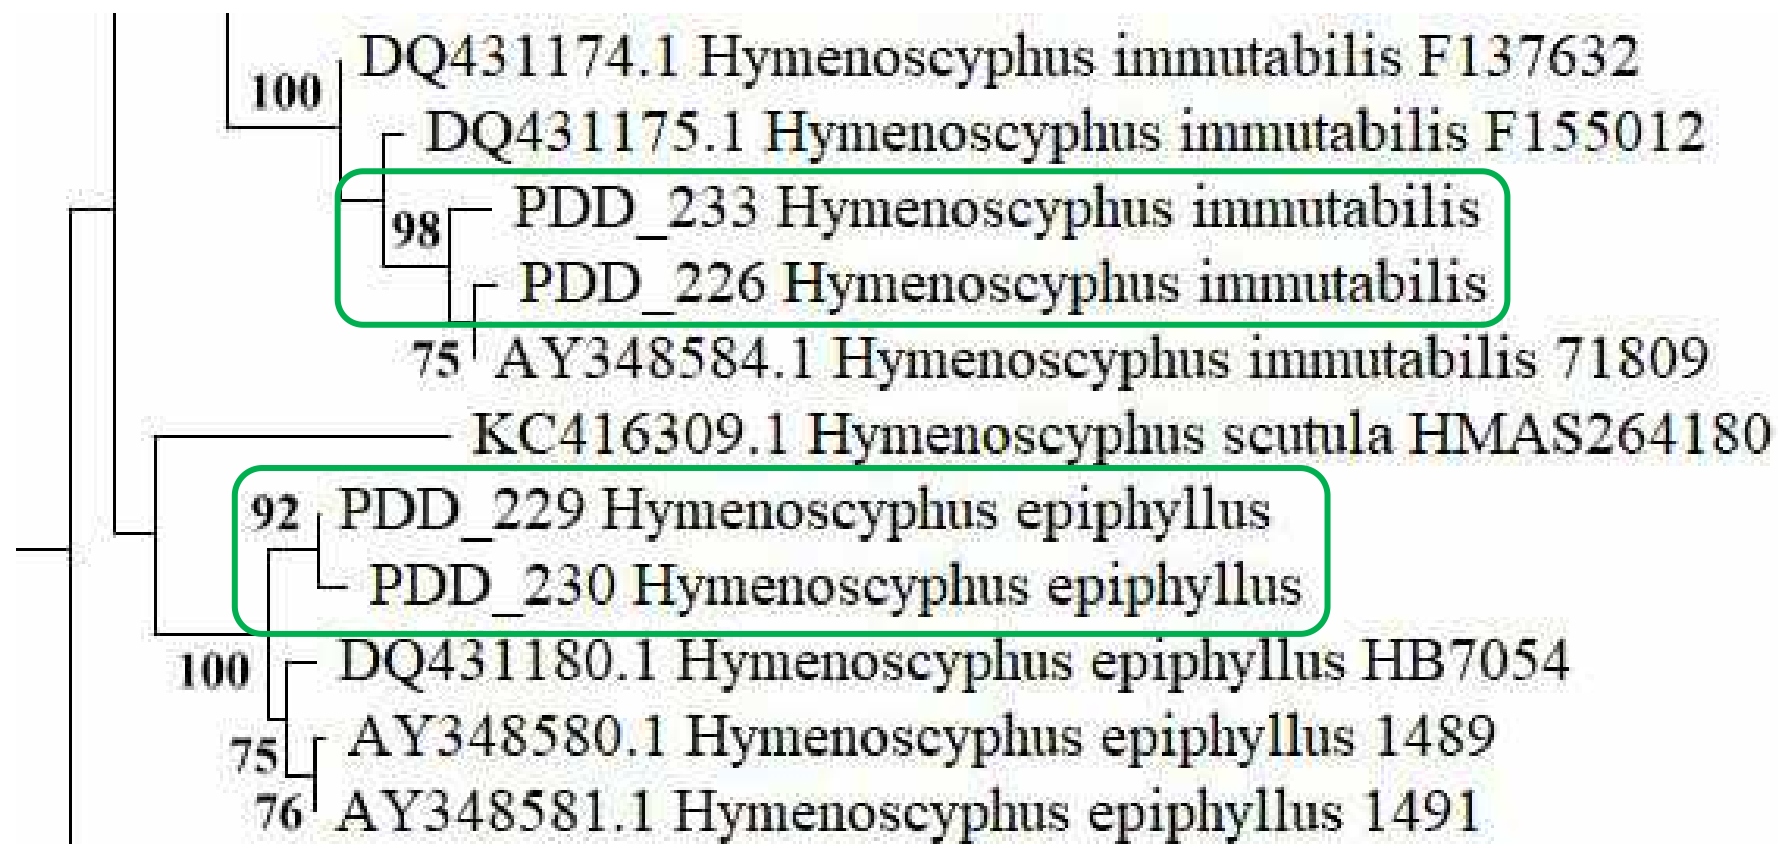 DQ431174.1 Hymenoscyphus immutabilis F137632
100
DQ431175.1 Hymenoscyphus immutabilis F155012
PDD_233 Hymenoscyphus immutabilis
98
PDD_226 Hymenoscyphus immutabilis
75 AY348584.1 Hymenoscyphus immutabilis 71809
KC416309.1 Hymenoscyphus scutula HMAS264180
92 PDD_229 Hymenoscyphus epiphyllus
PDD_230 Hymenoscyphus epiphyllus
100 DQ431180.1 Hymenoscyphus epiphyllus HB7054
75 AY348580.1 Hymenoscyphus epiphyllus 1489
76 AY348581.1 Hymenoscyphus epiphyllus 1491